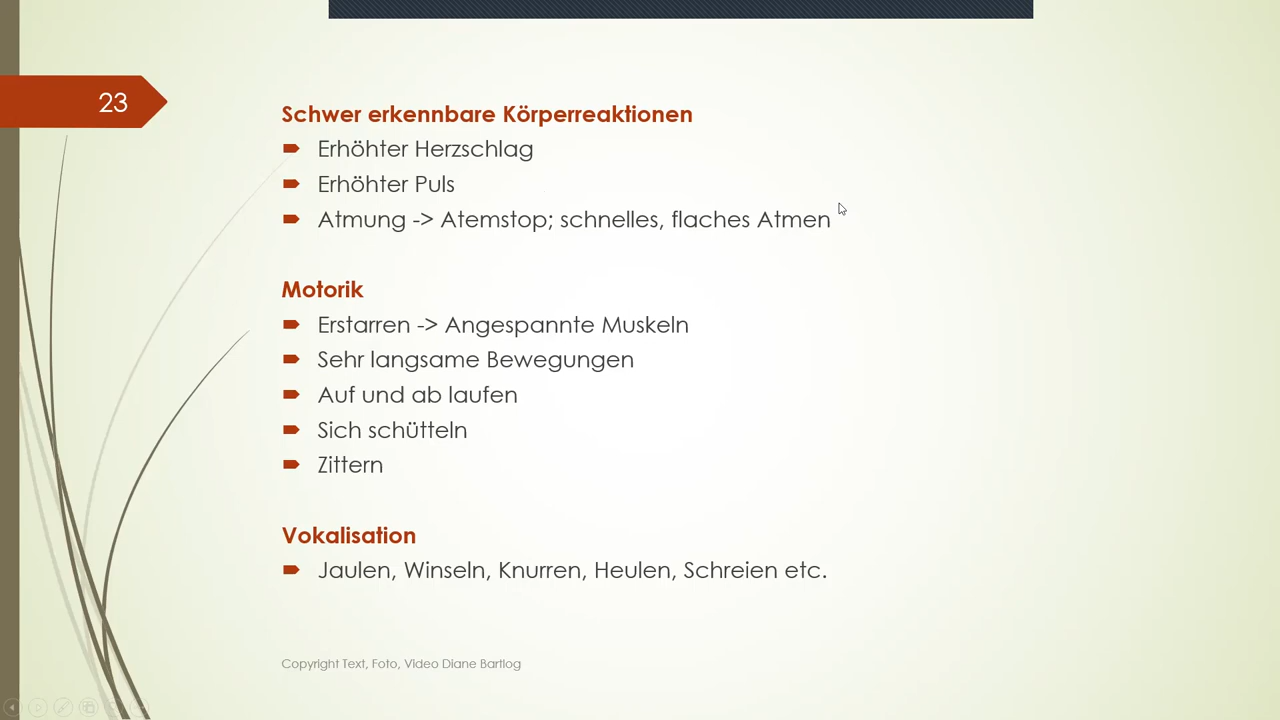 23
Schwer erkennbare Körperreaktionen
Erhöhter Herzschlag
Erhöhter Puls
Atmung -> Atemstop; schnelles, flaches Atmen
Motorik
Erstarren -> Angespannte Muskeln
Sehr langsame Bewegungen
Auf und ab laufen
Sich schütteln
Zittern
Vokalisation
Jaulen, Winseln, Knurren, Heulen, Schreien etc.
Copyright Text, Foto, Video Diane Bartlog